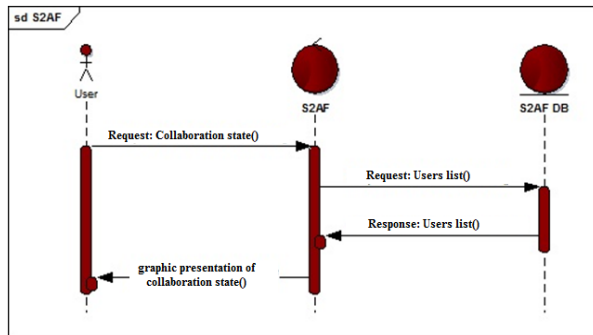 sd S2AF
User
S2AF
S2AF DB
Request: Collaboration state()
Request: Users list()
Response: Users list()
graphic presentation of
collaboration state()